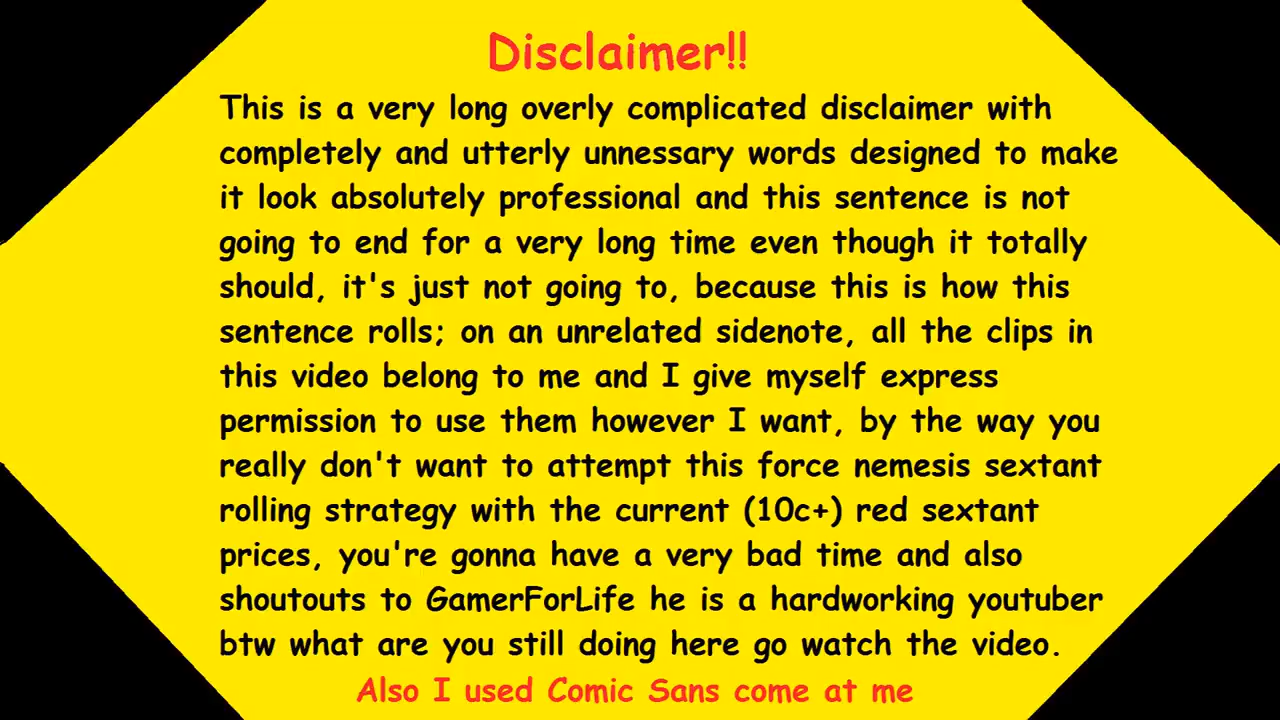 Disclaimer!!
This is a very long overly complicated disclaimer with
completely and utterly unnessary words designed to make
it look absolutely professional and this sentence is not
going to end for a very long time even though it totally
should, it's just not going to, because this is how this
sentence rolls; on an unrelated sidenote, all the clips in
this video belong to me and I give myself express
permission to use them however I want, by the way you
really don't want to attempt this force nemesis sextant
rolling strategy with the current (10c+) red sextant
prices, you're gonna have a very bad time and also
shoutouts to GamerForLife he is a hardworking youtuber
btw what are you still doing here go watch the video.
Also I used Comic Sans come at me